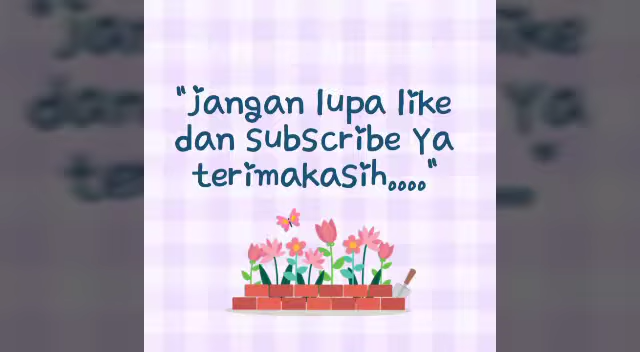 "jangan lupa like
dan subscribe ya
terimakasih...."